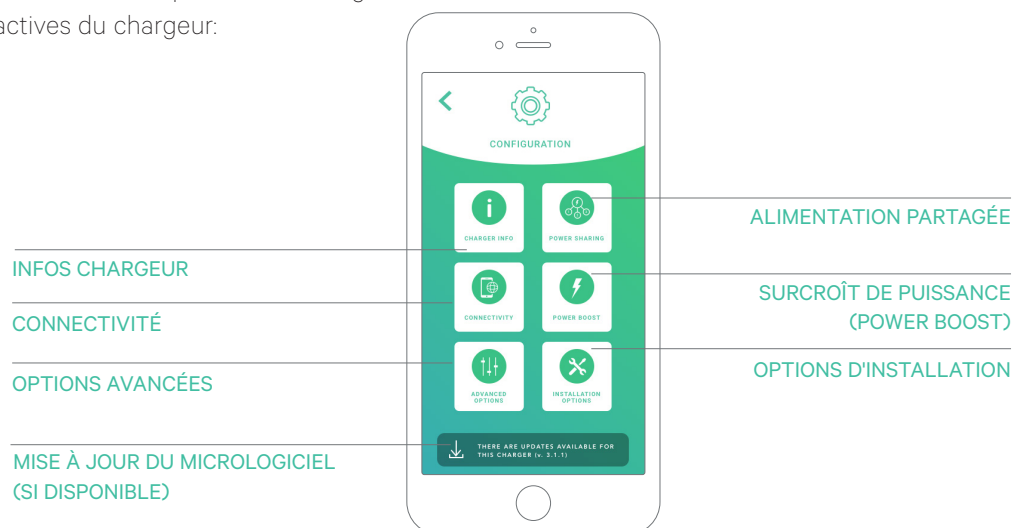 actives du chargeur:
CONFIGURATION
CHARGER INFO
POWER SHARING
CONNECTIVITY
POWER BOOST
ADVANCED
OPTIONS
INSTALLATION
OPTIONS
THERE ARE UPDATES AVAILABLE FOR
THIS CHARGER (v. 3.1.1)
INFOS CHARGEUR
CONNECTIVITÉ
OPTIONS AVANCÉES
MISE À JOUR DU MICROLOGICIEL
(SI DISPONIBLE)
ALIMENTATION PARTAGÉE
SURCROÎT DE PUISSANCE
(POWER BOOST)
OPTIONS D'INSTALLATION